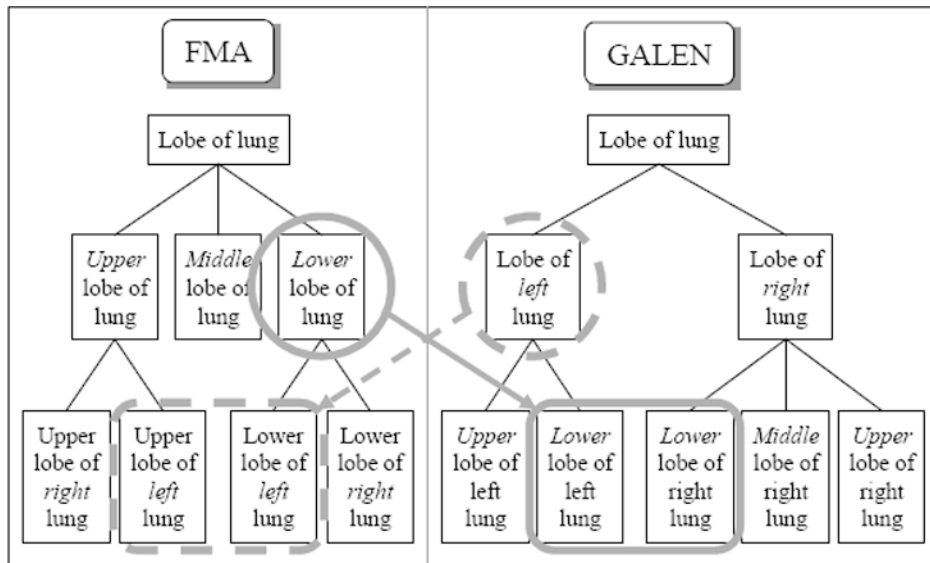 FMA
Lobe of lung
Upper
lobe of
lung
Middle
lobe of
lung
Lower
lobe of
lung
Upper
lobe of
right
lung
Upper
lobe of
left
lung
Lower
lobe of
left
lung
Lower
lobe of
right
lung
GALEN
Lobe of lung
Lobe of
left
lung
Lobe of
right
lung
Upper
lobe of
left
lung
Lower
lobe of
left
lung
Lower
lobe of
right
lung
Middle
lobe of
right
lung
Upper
lobe of
right
lung